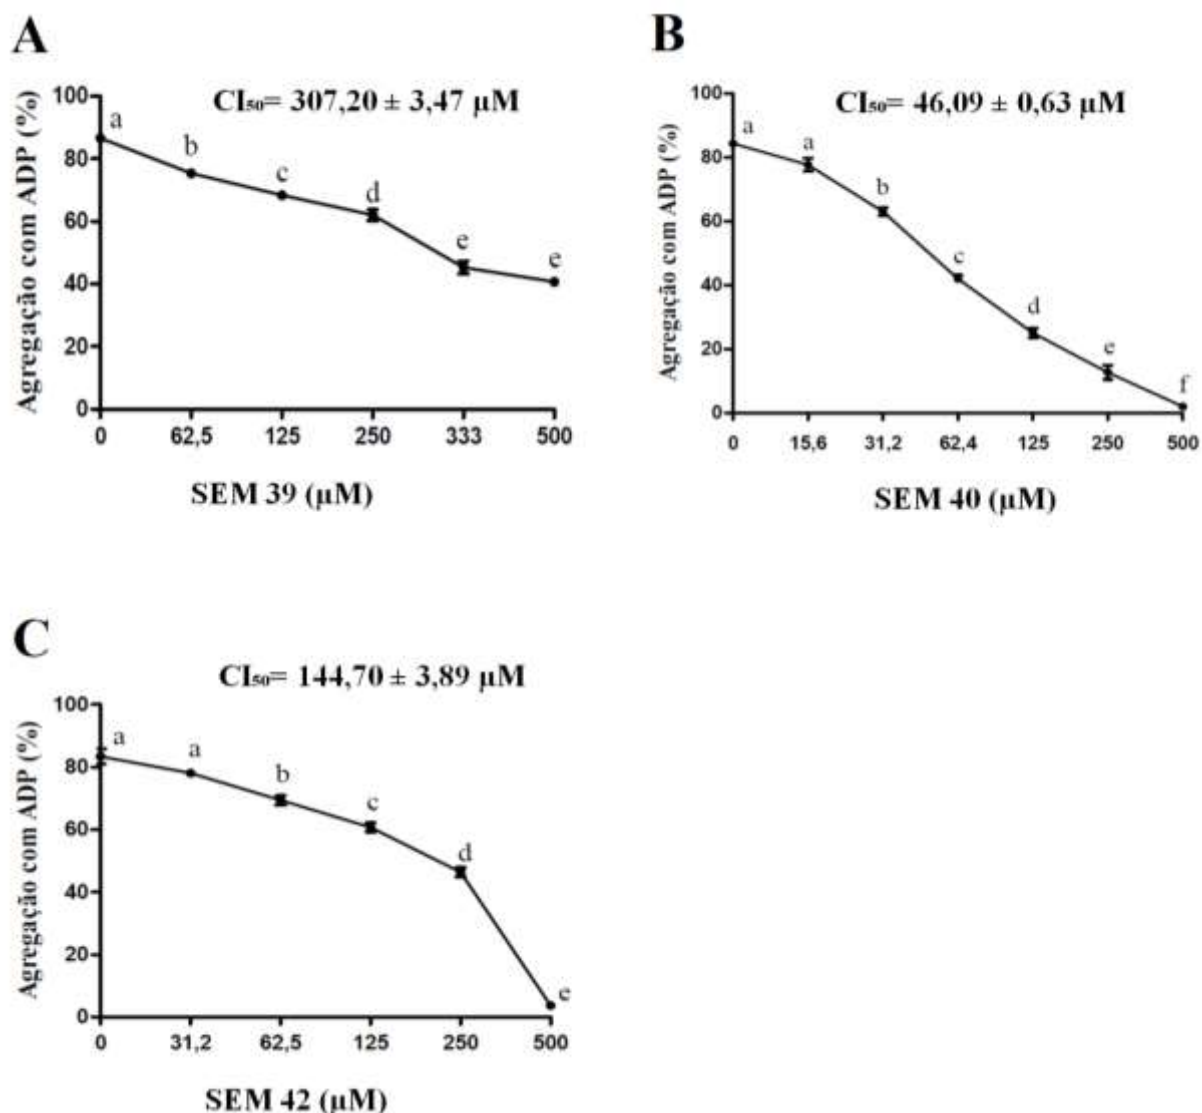 A
CI₅₀= 307,20 ± 3,47 µM
Agregação com ADP (%)
100
80
60
40
20
0
a
b
c
d
e
e
0 62,5 125 250 333 500
SEM 39 (µM)
B
CI₅₀= 46,09 ± 0,63 µM
Agregação com ADP (%)
100
80
60
40
20
0
a
a
b
c
d
e
f
0 15,6 31,2 62,4 125 250 500
SEM 40 (µM)
C
CI₅₀= 144,70 ± 3,89 µM
Agregação com ADP (%)
100
80
60
40
20
0
a
a
b
c
d
e
0 31,2 62,5 125 250 500
SEM 42 (µM)